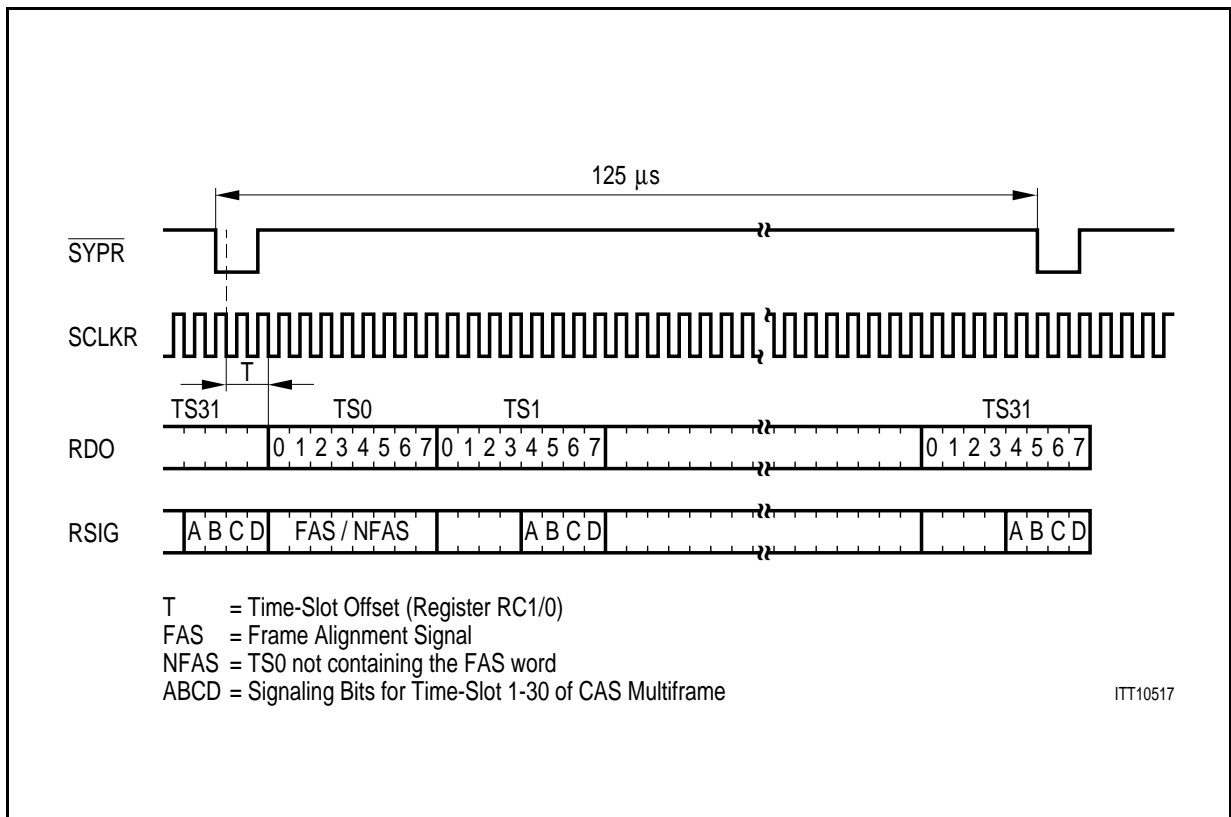 125 μs
SYPR
SCLKR
T
TS31 TS0 TS1 TS31
RDO 0 1 2 3 4 5 6 7 0 1 2 3 4 5 6 7 0 1 2 3 4 5 6 7
RSIG A B C D FAS / NFAS A B C D A B C D
T = Time-Slot Offset (Register RC1/0)
FAS = Frame Alignment Signal
NFAS = TS0 not containing the FAS word
ABCD = Signaling Bits for Time-Slot 1-30 of CAS Multiframe
ITT10517